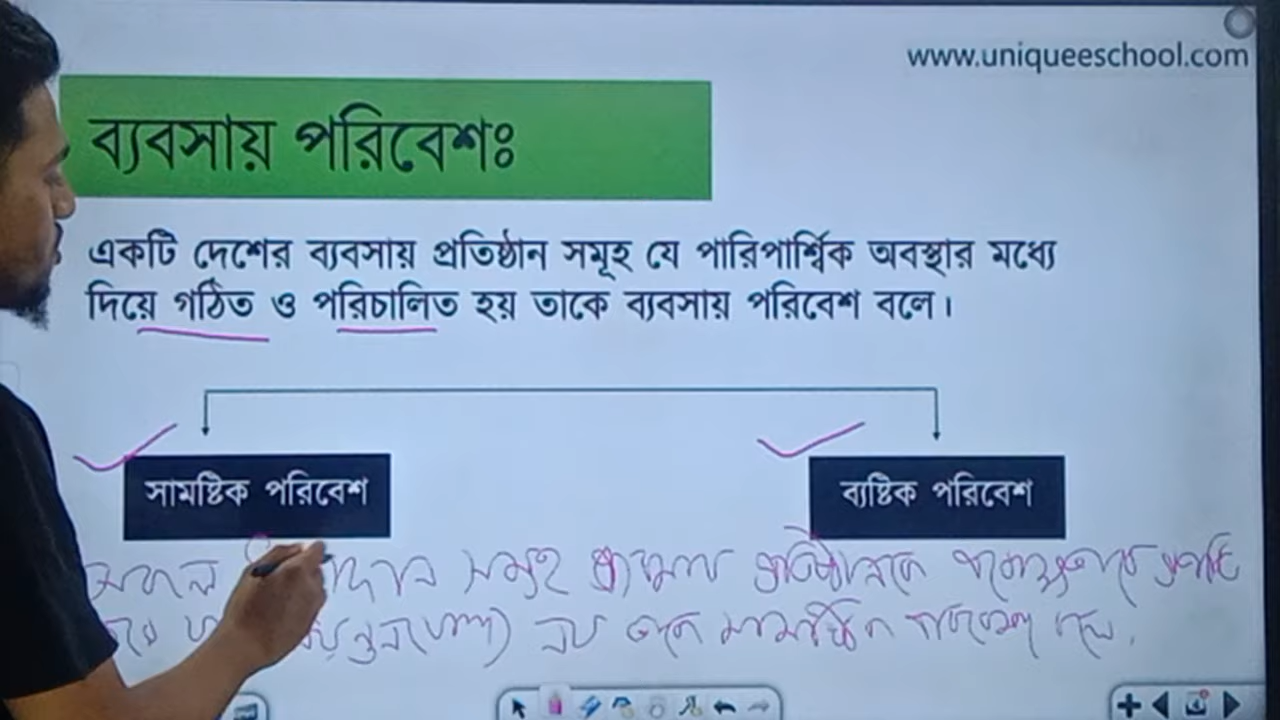 www.uniqueeschool.com
ব্যবসায় পরিবেশঃ
একটি দেশের ব্যবসায় প্রতিষ্ঠান সমূহ যে পারিপার্শ্বিক অবস্থার মধ্যে
দিয়ে গঠিত ও পরিচালিত হয় তাকে ব্যবসায় পরিবেশ বলে।
সামষ্টিক পরিবেশ
ব্যষ্টিক পরিবেশ
সমূহ ব্যবসায় প্রতিষ্ঠানকে
তাকে সামষ্টিক পরিবেশ বলে।